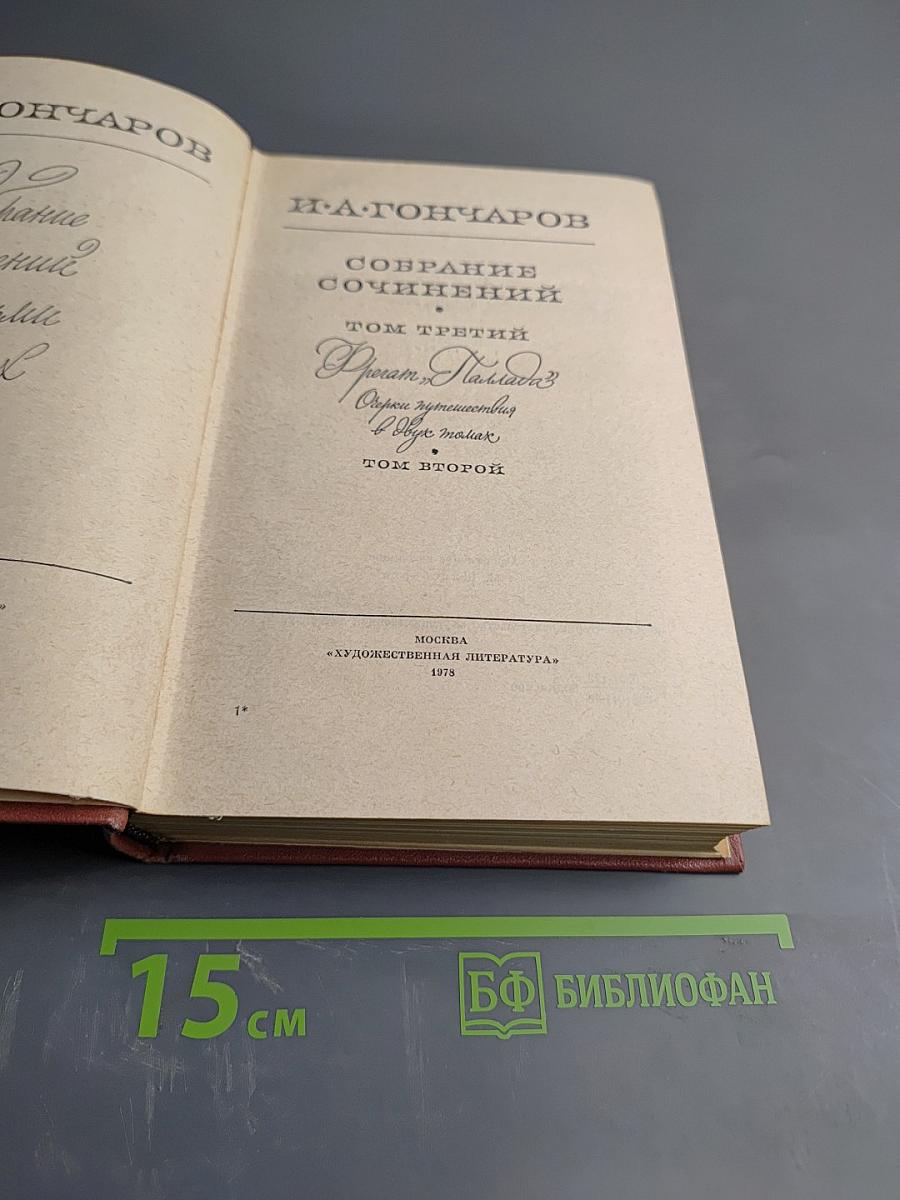 ОНЧАРОВ
И·А·ГОНЧАРОВ
СОБРАНИЕ
СОЧИНЕНИЙ
ТОМ ТРЕТИЙ
Фрегат „Паллада”
Очерки путешествия
в двух томах
ТОМ ВТОРОЙ
МОСКВА
«ХУДОЖЕСТВЕННАЯ ЛИТЕРАТУРА»
1978
1*
15 см
БФ БИБЛИОФАН